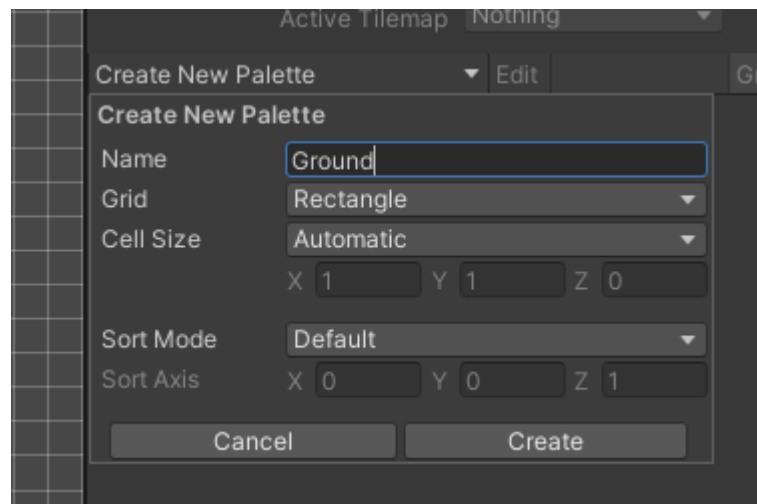 Active Tilemap Nothing
Create New Palette Edit
Create New Palette
Name Ground
Grid Rectangle
Cell Size Automatic
X 1 Y 1 Z 0
Sort Mode Default
Sort Axis X 0 Y 0 Z 1
Cancel Create